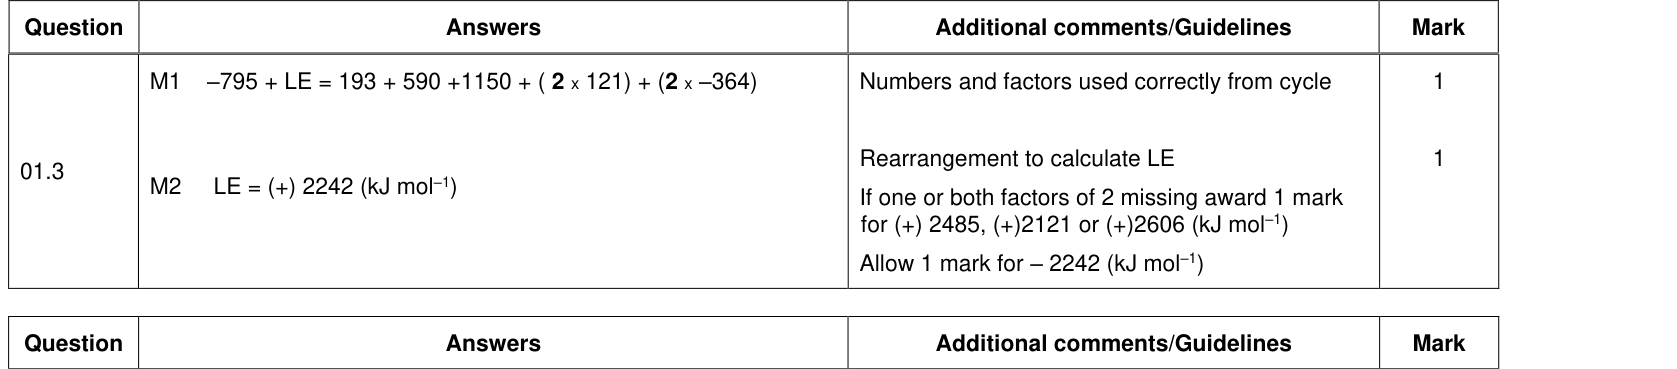 Question Answers Additional comments/Guidelines Mark
M1 –795 + LE = 193 + 590 +1150 + ( 2 x 121) + (2 x –364) Numbers and factors used correctly from cycle 1
Rearrangement to calculate LE 1
01.3
M2 LE = (+) 2242 (kJ mol⁻¹)
If one or both factors of 2 missing award 1 mark
for (+) 2485, (+)2121 or (+)2606 (kJ mol⁻¹)
Allow 1 mark for – 2242 (kJ mol⁻¹)
Question Answers Additional comments/Guidelines Mark